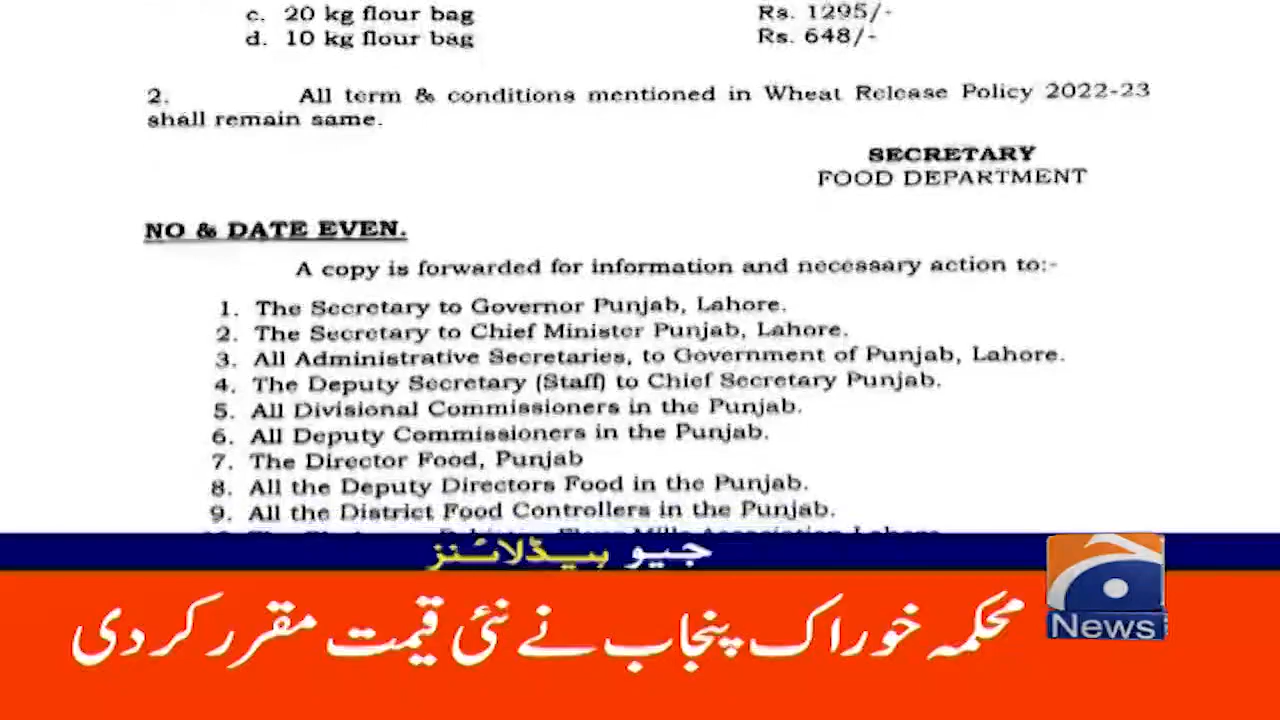 c. 20 kg flour bag Rs. 1295/-
d. 10 kg flour bag Rs. 648/-
2. All term & conditions mentioned in Wheat Release Policy 2022-23
shall remain same.
SECRETARY
FOOD DEPARTMENT
NO & DATE EVEN.
A copy is forwarded for information and necessary action to:-
1. The Secretary to Governor Punjab, Lahore.
2. The Secretary to Chief Minister Punjab, Lahore.
3. All Administrative Secretaries, to Government of Punjab, Lahore.
4. The Deputy Secretary (Staff) to Chief Secretary Punjab.
5. All Divisional Commissioners in the Punjab.
6. All Deputy Commissioners in the Punjab.
7. The Director Food, Punjab
8. All the Deputy Directors Food in the Punjab.
9. All the District Food Controllers in the Punjab.
جیو ہیڈلائنز
محکمہ خوراک پنجاب نے نئی قیمت مقرر کر دی
News